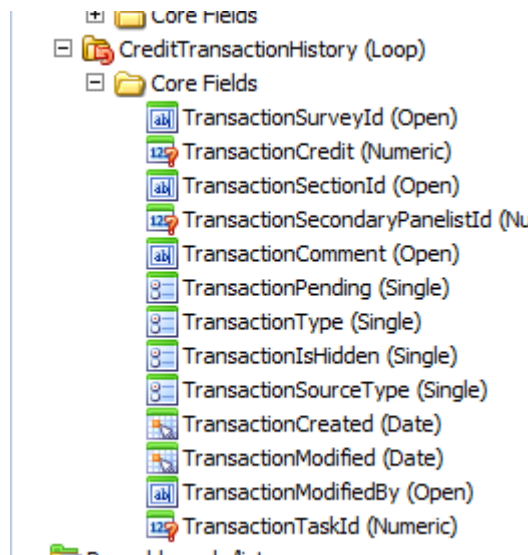 Core Fields
CreditTransactionHistory (Loop)
Core Fields
TransactionSurveyId (Open)
TransactionCredit (Numeric)
TransactionSectionId (Open)
TransactionSecondaryPanelistId (Nu
TransactionComment (Open)
TransactionPending (Single)
TransactionType (Single)
TransactionIsHidden (Single)
TransactionSourceType (Single)
TransactionCreated (Date)
TransactionModified (Date)
TransactionModifiedBy (Open)
TransactionTaskId (Numeric)